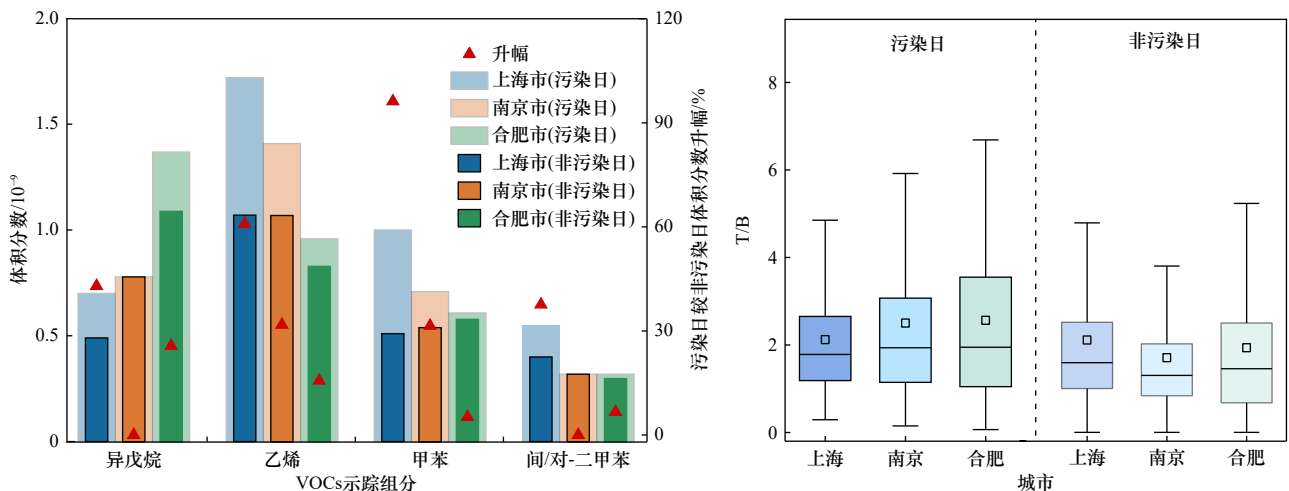 2.0
1.5
1.0
0.5
0
体积分数/10⁻⁹
升幅
上海市(污染日)
南京市(污染日)
合肥市(污染日)
上海市(非污染日)
南京市(非污染日)
合肥市(非污染日)
120
90
60
30
0
污染日较非污染日体积分数升幅/%
异戊烷 乙烯 甲苯 间/对-二甲苯
VOCs示踪组分
污染日 非污染日
8
6
4
2
0
T/B
上海 南京 合肥 上海 南京 合肥
城市